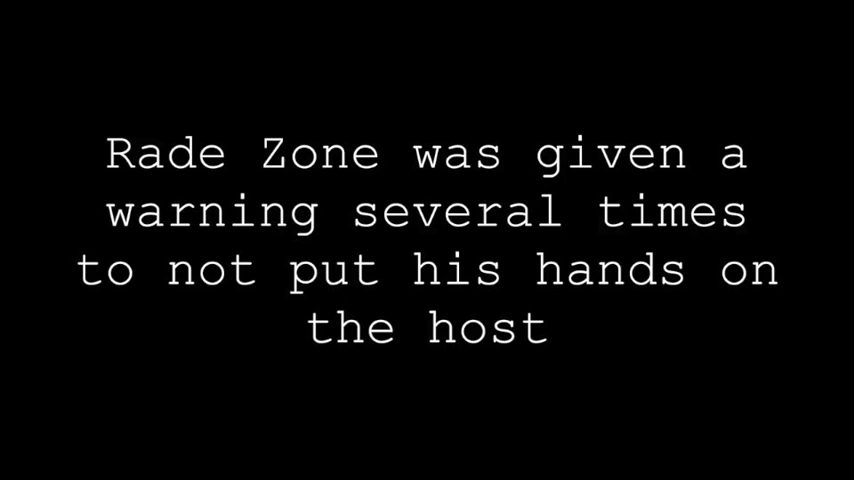 Rade Zone was given a
warning several times
to not put his hands on
the host